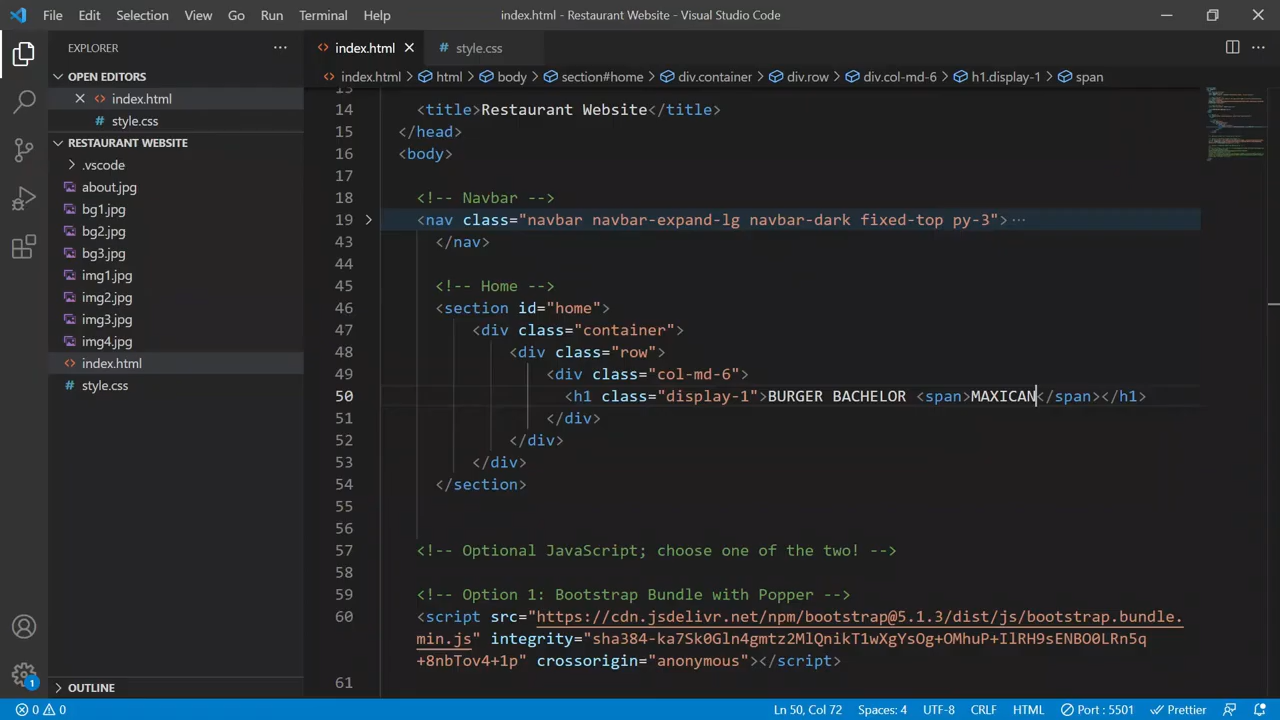 File Edit Selection View Go Run Terminal Help
index.html - Restaurant Website - Visual Studio Code
EXPLORER
OPEN EDITORS
index.html
style.css
RESTAURANT WEBSITE
.vscode
about.jpg
bg1.jpg
bg2.jpg
bg3.jpg
img1.jpg
img2.jpg
img3.jpg
img4.jpg
index.html
style.css
OUTLINE
index.html style.css
index.html > html > body > section#home > div.container > div.row > div.col-md-6 > h1.display-1 > span
13
14 <title>Restaurant Website</title>
15 </head>
16 <body>
17
18 <!-- Navbar -->
19 <nav class="navbar navbar-expand-lg navbar-dark fixed-top py-3">···
43 </nav>
44
45 <!-- Home -->
46 <section id="home">
47 <div class="container">
48 <div class="row">
49 <div class="col-md-6">
50 <h1 class="display-1">BURGER BACHELOR <span>MAXICAN</span></h1>
51 </div>
52 </div>
53 </div>
54 </section>
55
56
57 <!-- Optional JavaScript; choose one of the two! -->
58
59 <!-- Option 1: Bootstrap Bundle with Popper -->
60 <script src="https://cdn.jsdelivr.net/npm/bootstrap@5.1.3/dist/js/bootstrap.bundle.
min.js" integrity="sha384-ka7Sk0Gln4gmtz2MlQnikT1wXgYsOg+OMhuP+IlRH9sENBO0LRn5q
+8nbTov4+1p" crossorigin="anonymous"></script>
61
1
0 0
Ln 50, Col 72 Spaces: 4 UTF-8 CRLF HTML Port : 5501 Prettier